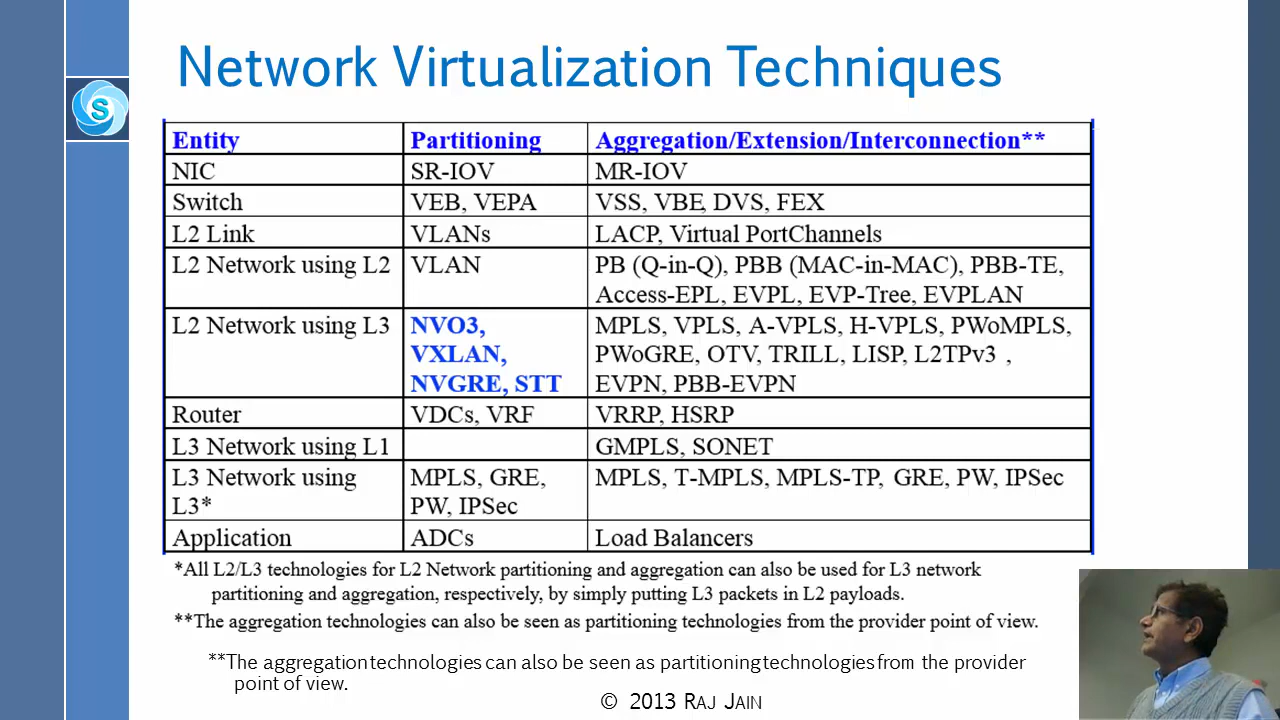 Network Virtualization Techniques
S
Entity Partitioning Aggregation/Extension/Interconnection**
NIC SR-IOV MR-IOV
Switch VEB, VEPA VSS, VBE, DVS, FEX
L2 Link VLANs LACP, Virtual PortChannels
L2 Network using L2 VLAN PB (Q-in-Q), PBB (MAC-in-MAC), PBB-TE,
Access-EPL, EVPL, EVP-Tree, EVPLAN
L2 Network using L3 NVO3, MPLS, VPLS, A-VPLS, H-VPLS, PWoMPLS,
VXLAN, PWoGRE, OTV, TRILL, LISP, L2TPv3 ,
NVGRE, STT EVPN, PBB-EVPN
Router VDCs, VRF VRRP, HSRP
L3 Network using L1 GMPLS, SONET
L3 Network using MPLS, GRE, MPLS, T-MPLS, MPLS-TP, GRE, PW, IPSec
L3* PW, IPSec
Application ADCs Load Balancers
*All L2/L3 technologies for L2 Network partitioning and aggregation can also be used for L3 network
partitioning and aggregation, respectively, by simply putting L3 packets in L2 payloads.
**The aggregation technologies can also be seen as partitioning technologies from the provider point of view.
**The aggregation technologies can also be seen as partitioning technologies from the provider
point of view.
© 2013 RAJ JAIN